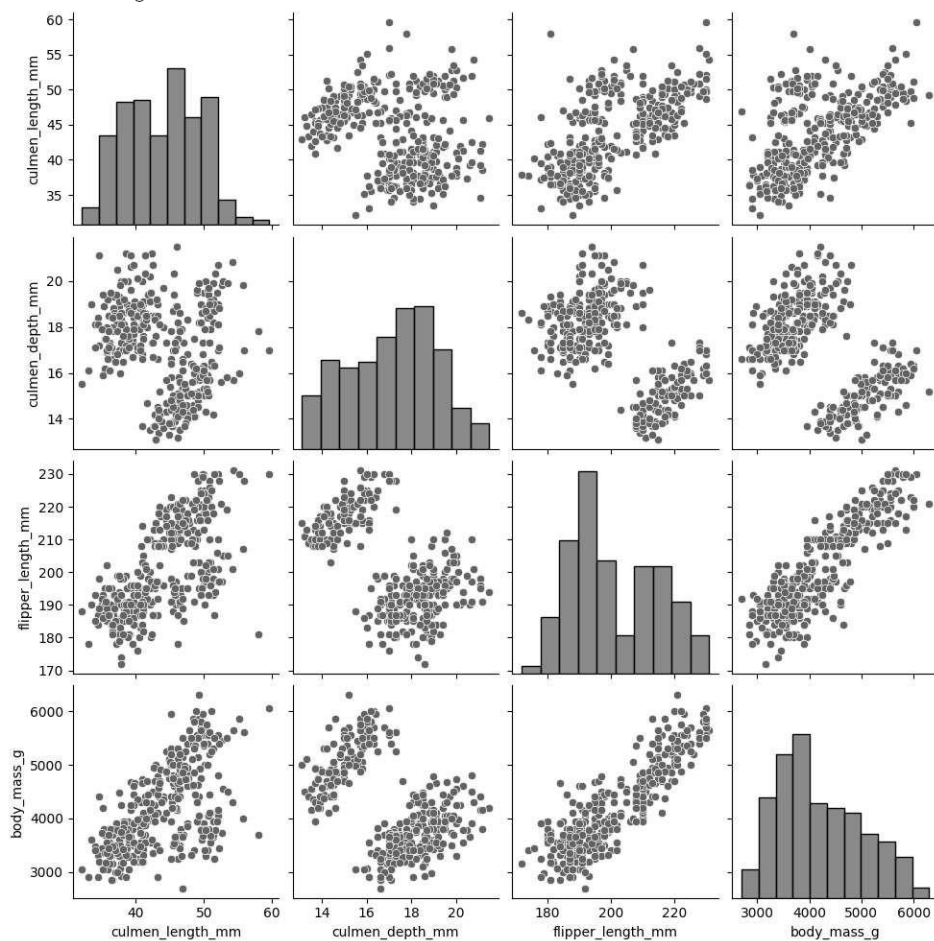 60
55
50
45
40
35
culmen_length_mm
20
18
16
14
culmen_depth_mm
230
220
210
200
190
180
170
flipper_length_mm
6000
5000
4000
3000
body_mass_g
40 50 60
culmen_length_mm
14 16 18 20
culmen_depth_mm
180 200 220
flipper_length_mm
3000 4000 5000 6000
body_mass_g